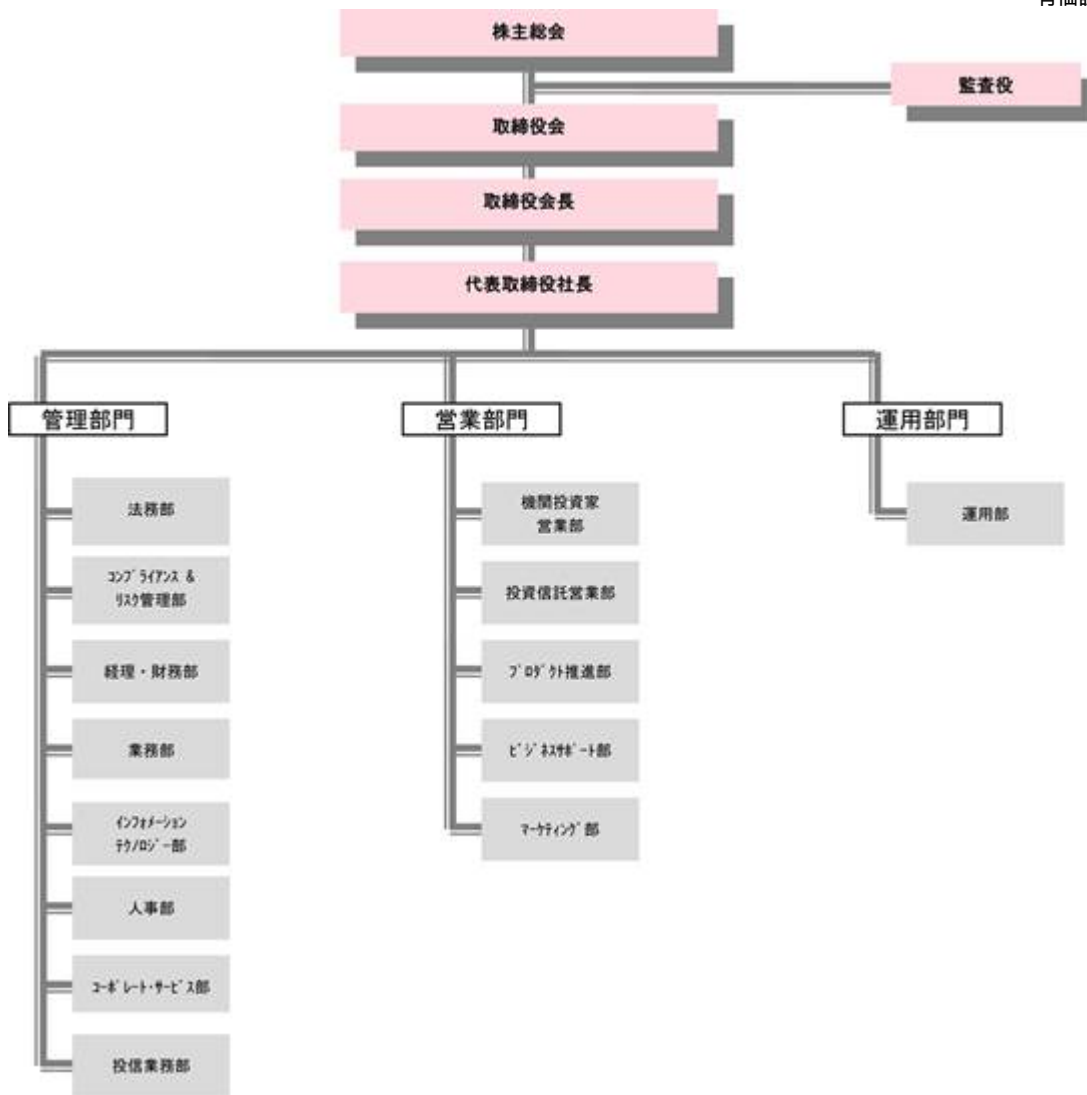 株主総会
監査役
取締役会
取締役会長
代表取締役社長
管理部門
営業部門
運用部門
法務部
ｺﾝﾌﾟﾗｲｱﾝｽ &
ﾘｽｸ管理部
経理・財務部
業務部
ｲﾝﾌｫﾒｰｼｮﾝ
ﾃｸﾉﾛｼﾞｰ部
人事部
ｺｰﾎﾟﾚｰﾄ・ｻｰﾋﾞｽ部
投信業務部
機関投資家
営業部
投資信託営業部
ﾌﾟﾛﾀﾞｸﾄ推進部
ﾋﾞｼﾞﾈｽｻﾎﾟｰﾄ部
ﾏｰｹﾃｨﾝｸﾞ部
運用部